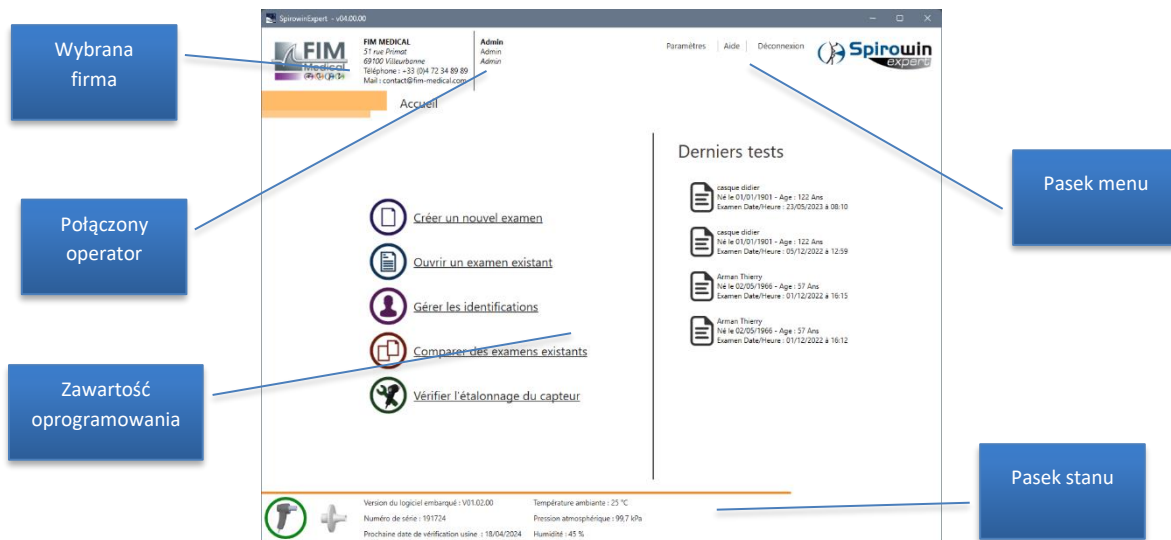 SpirowinExpert - v04.00.00
Wybrana
firma
FIM
Medical
FIM MEDICAL
51 rue Primat
69100 Villeurbanne
Téléphone : +33 (0)4 72 34 89 89
Mail : contact@fim-medical.com
Admin
Admin
Admin
Paramètres
Aide
Déconnexion
Spirowin
expert
Accueil
Połączony
operator
Créer un nouvel examen
Ouvrir un examen existant
Gérer les identifications
Comparer des examens existants
Vérifier l'étalonnage du capteur
Zawartość
oprogramowania
Derniers tests
casque didier
Né le 01/01/1901 - Age : 122 Ans
Examen Date/Heure : 23/05/2023 à 08:10
casque didier
Né le 01/01/1901 - Age : 122 Ans
Examen Date/Heure : 05/12/2022 à 12:59
Arman Thierry
Né le 02/05/1966 - Age : 57 Ans
Examen Date/Heure : 01/12/2022 à 16:15
Arman Thierry
Né le 02/05/1966 - Age : 57 Ans
Examen Date/Heure : 01/12/2022 à 16:12
Pasek menu
Pasek stanu
Version du logiciel embarqué : V01.02.00
Numéro de série : 191724
Prochaine date de vérification usine : 18/04/2024
Température ambiante : 25 °C
Pression atmosphérique : 99,7 kPa
Humidité : 45 %